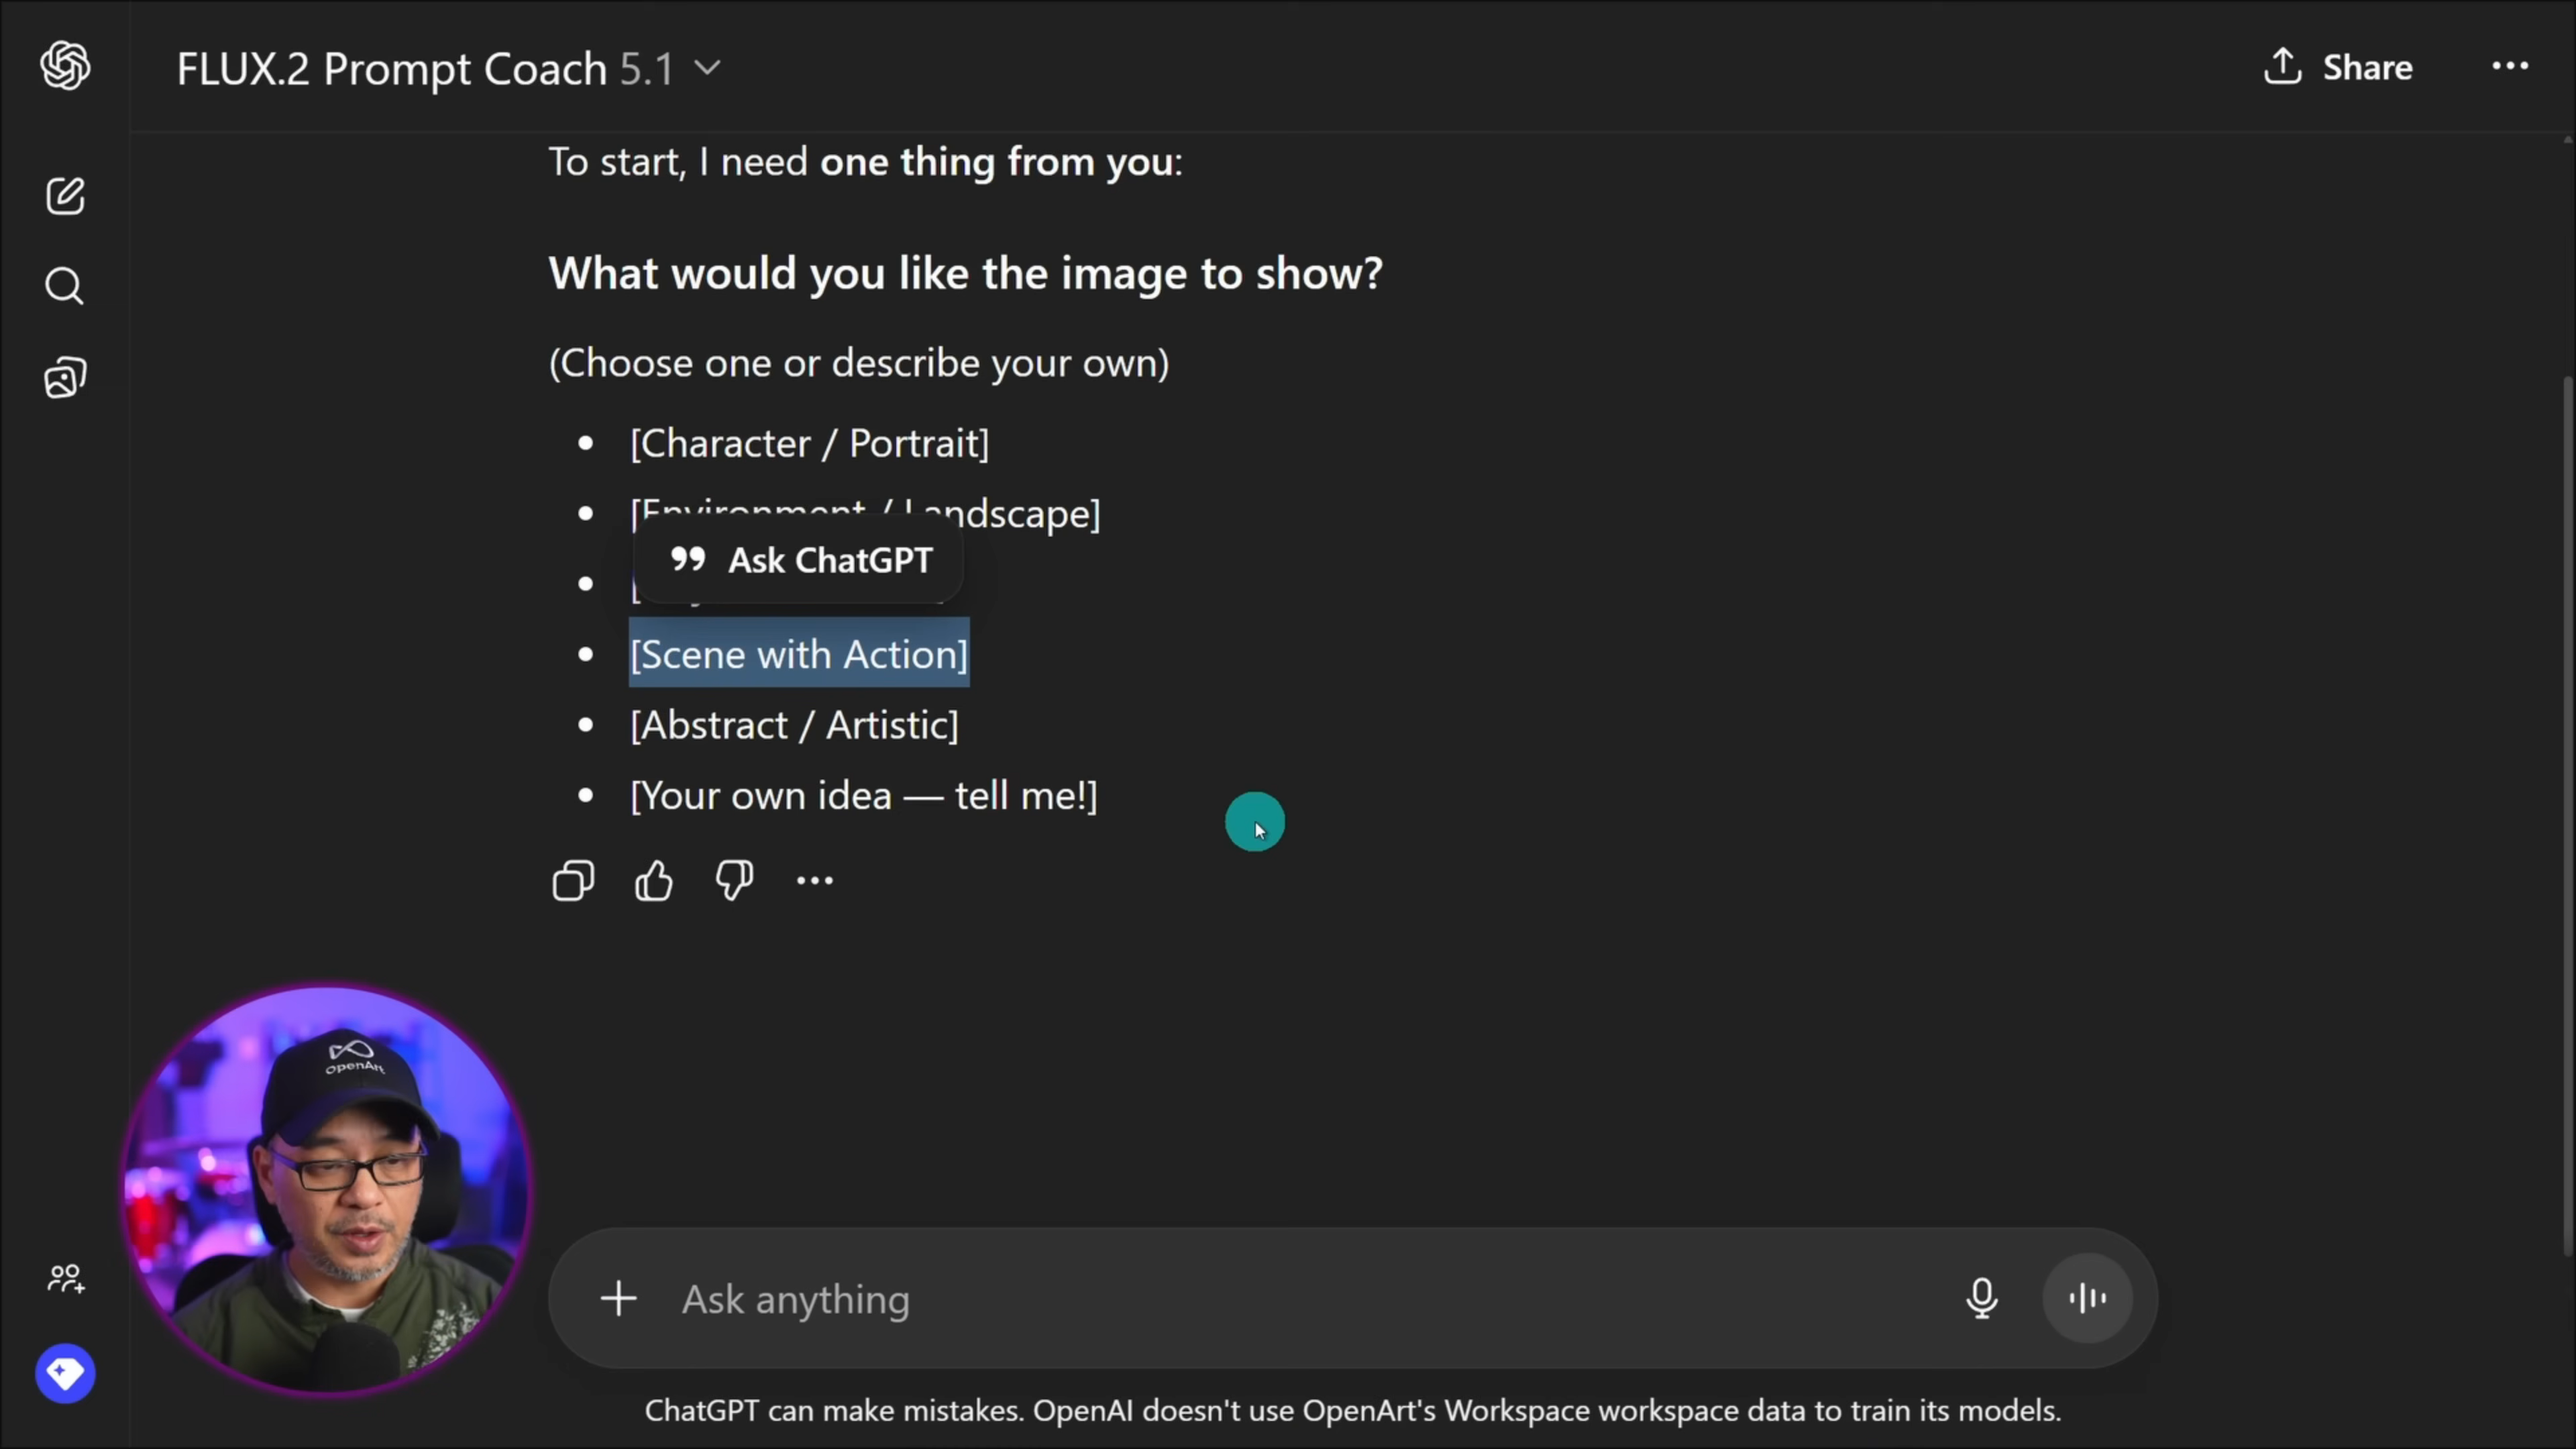 FLUX.2 Prompt Coach 5.1
Share
To start, I need one thing from you:
What would you like the image to show?
(Choose one or describe your own)
[Character / Portrait]
[Environment / Landscape]
Ask ChatGPT
[Scene with Action]
[Abstract / Artistic]
[Your own idea — tell me!]
OpenArt
Ask anything
ChatGPT can make mistakes. OpenAI doesn't use OpenArt's Workspace workspace data to train its models.